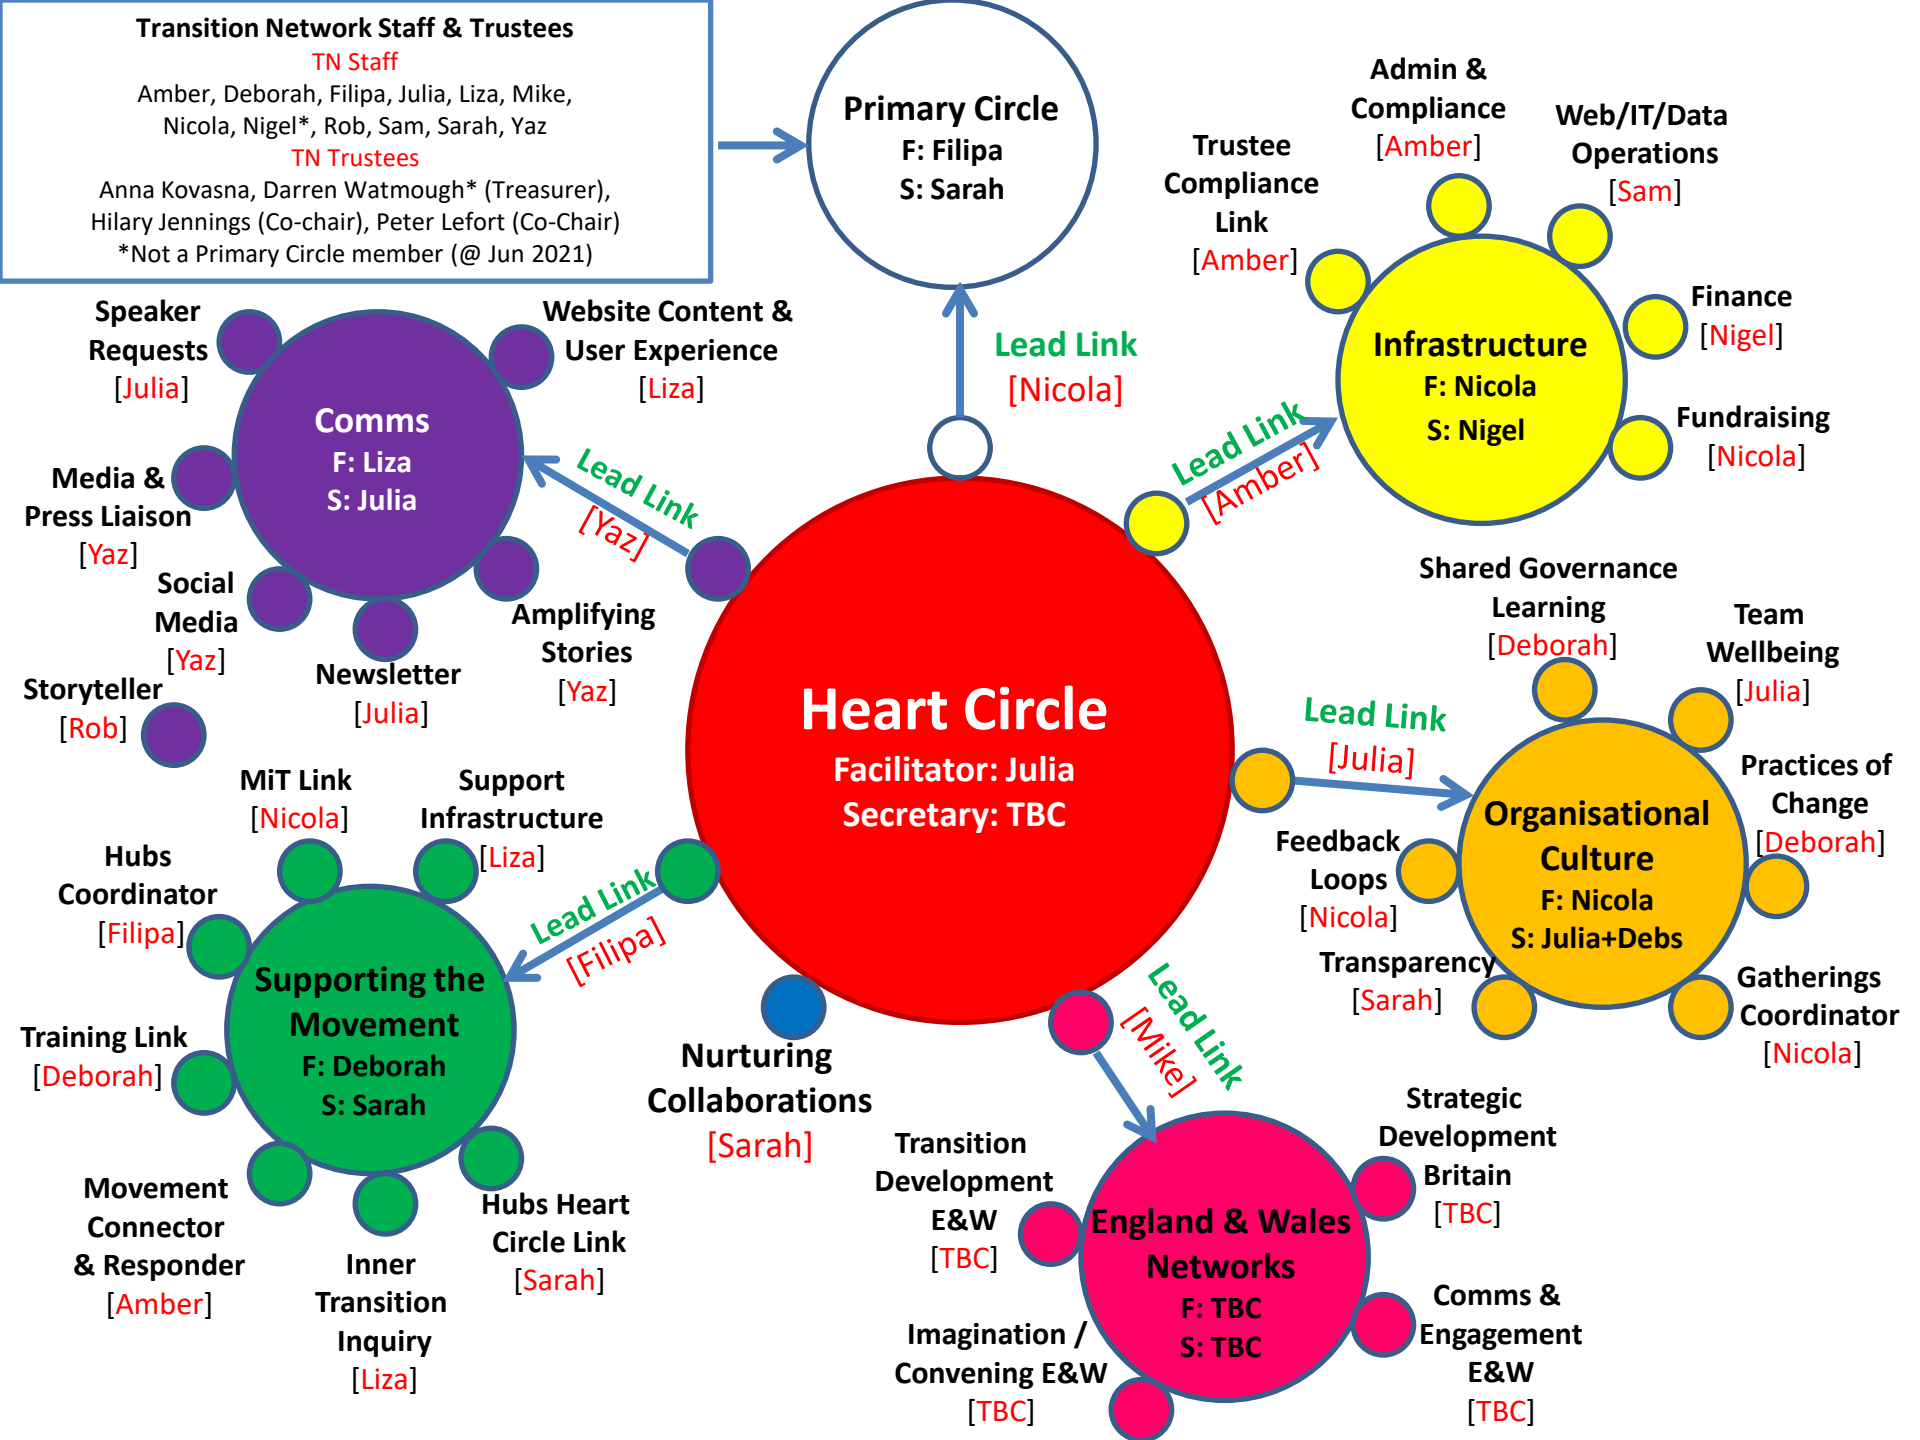 Transition Network Staff & Trustees
TN Staff
Amber, Deborah, Filipa, Julia, Liza, Mike,
Nicola, Nigel*, Rob, Sam, Sarah, Yaz
TN Trustees
Anna Kovasna, Darren Watmough* (Treasurer),
Hilary Jennings (Co-chair), Peter Lefort (Co-Chair)
*Not a Primary Circle member (@ Jun 2021)
Primary Circle
F: Filipa
S: Sarah
Lead Link
[Nicola]
Admin &
Compliance
[Amber]
Web/IT/Data
Operations
[Sam]
Trustee
Compliance
Link
[Amber]
Finance
[Nigel]
Fundraising
[Nicola]
Infrastructure
F: Nicola
S: Nigel
Lead Link
[Amber]
Speaker
Requests
[Julia]
Website Content &
User Experience
[Liza]
Comms
F: Liza
S: Julia
Lead Link
[Yaz]
Media &
Press Liaison
[Yaz]
Social
Media
[Yaz]
Newsletter
[Julia]
Amplifying
Stories
[Yaz]
Storyteller
[Rob]
Heart Circle
Facilitator: Julia
Secretary: TBC
Shared Governance
Learning
[Deborah]
Team
Wellbeing
[Julia]
Lead Link
[Julia]
Practices of
Change
[Deborah]
Organisational
Culture
F: Nicola
S: Julia+Debs
Feedback
Loops
[Nicola]
Transparency
[Sarah]
Gatherings
Coordinator
[Nicola]
MiT Link
[Nicola]
Support
Infrastructure
[Liza]
Hubs
Coordinator
[Filipa]
Lead Link
[Filipa]
Supporting the
Movement
F: Deborah
S: Sarah
Training Link
[Deborah]
Movement
Connector
& Responder
[Amber]
Inner
Transition
Inquiry
[Liza]
Hubs Heart
Circle Link
[Sarah]
Nurturing
Collaborations
[Sarah]
Lead Link
[Mike]
Transition
Development
E&W
[TBC]
Strategic
Development
Britain
[TBC]
England & Wales
Networks
F: TBC
S: TBC
Imagination /
Convening E&W
[TBC]
Comms &
Engagement
E&W
[TBC]